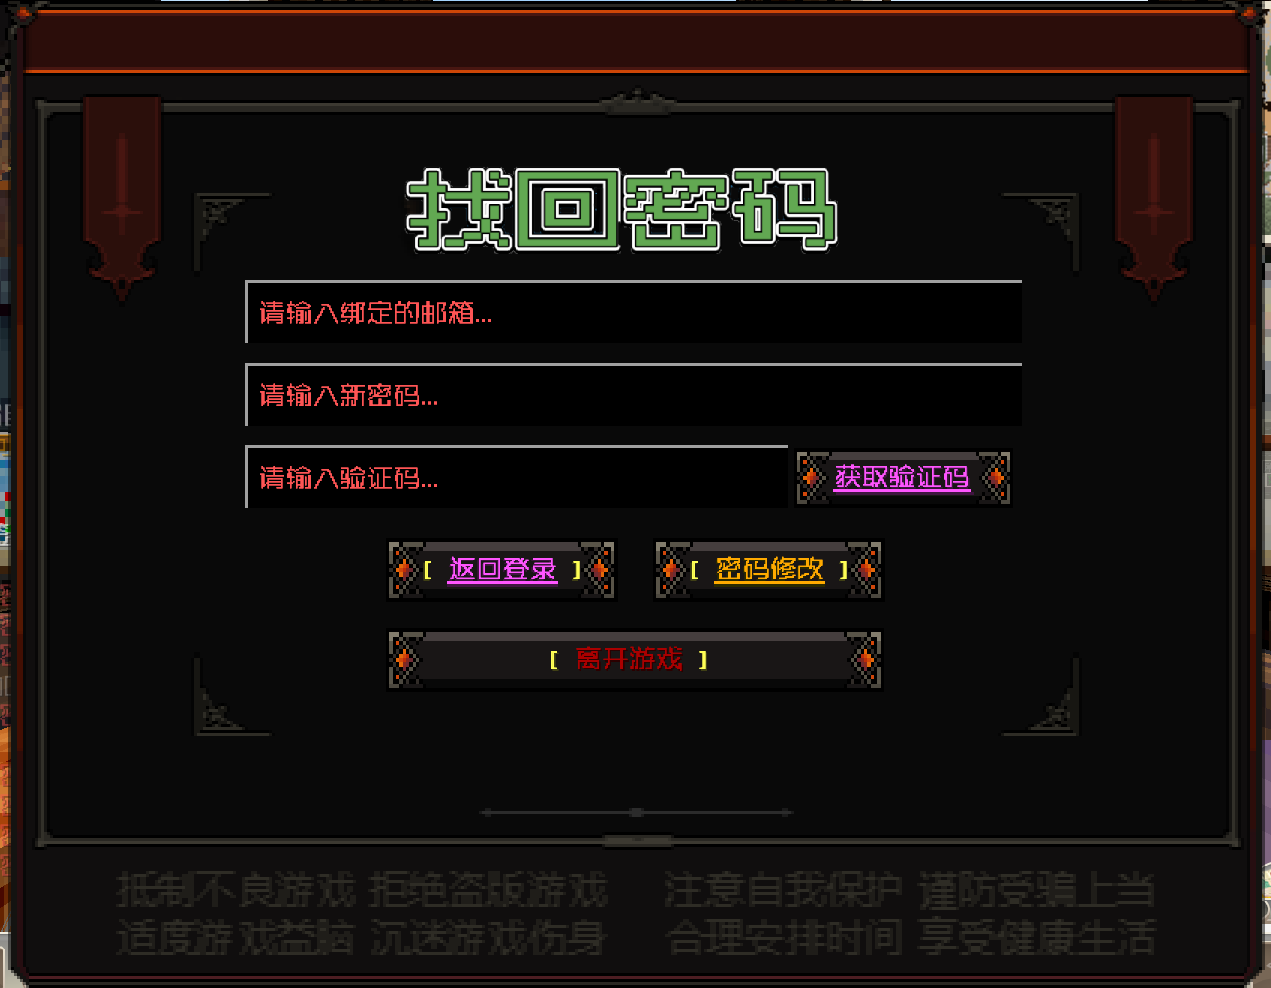 找回密码
请输入绑定的邮箱...
请输入新密码...
请输入验证码... 获取验证码
[ 返回登录 ] [ 密码修改 ]
[ 离开游戏 ]
抵制不良游戏 拒绝盗版游戏 注意自我保护 谨防受骗上当
适度游戏益脑 沉迷游戏伤身 合理安排时间 享受健康生活